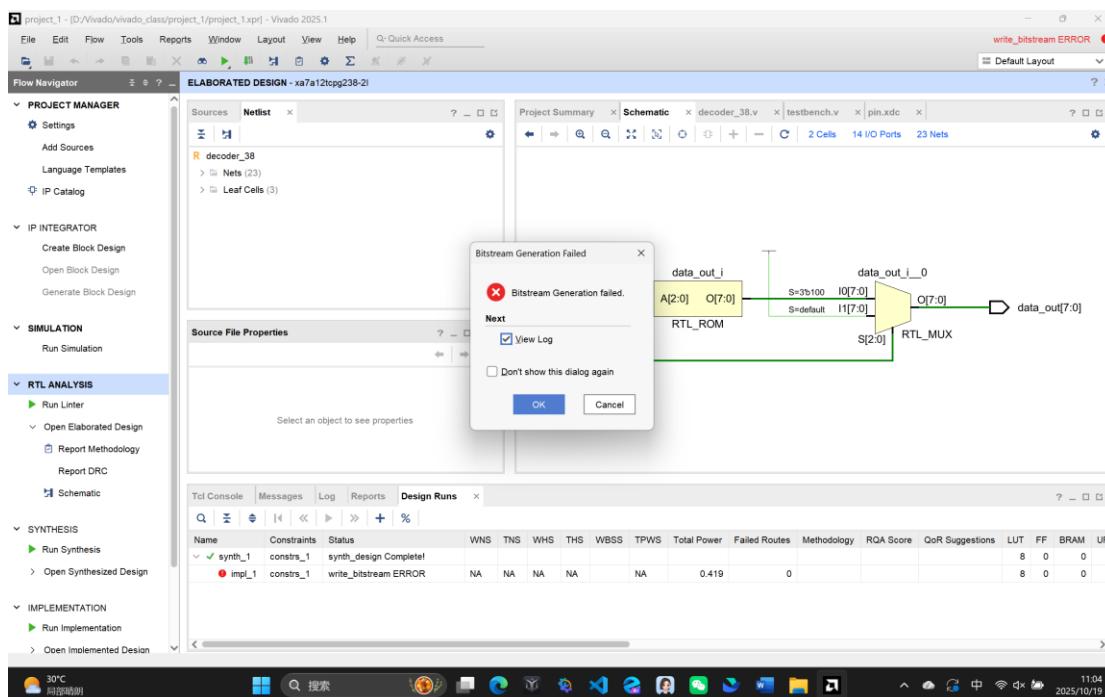 project_1 - [D:/Vivado/vivado_class/project_1/project_1.xpr] - Vivado 2025.1
File Edit Flow Tools Reports Window Layout View Help Q- Quick Access
write_bitstream ERROR
Default Layout
Flow Navigator
ELABORATED DESIGN - xa7a12tcpg238-2I
PROJECT MANAGER
Settings
Add Sources
Language Templates
IP Catalog
IP INTEGRATOR
Create Block Design
Open Block Design
Generate Block Design
SIMULATION
Run Simulation
RTL ANALYSIS
Run Linter
Open Elaborated Design
Report Methodology
Report DRC
Schematic
SYNTHESIS
Run Synthesis
Open Synthesized Design
IMPLEMENTATION
Run Implementation
Open Implemented Design
Sources Netlist
R decoder_38
Nets (23)
Leaf Cells (3)
Source File Properties
Select an object to see properties
Project Summary Schematic decoder_38.v testbench.v pin.xdc
2 Cells 14 I/O Ports 23 Nets
data_out_i
A[2:0] O[7:0]
RTL_ROM
data_out_i__0
S=3'b100 I0[7:0]
S=default I1[7:0]
O[7:0]
S[2:0] RTL_MUX
data_out[7:0]
Bitstream Generation Failed
Bitstream Generation failed.
Next
View Log
Don't show this dialog again
OK Cancel
Tcl Console Messages Log Reports Design Runs
Name Constraints Status WNS TNS WHS THS WBSS TPWS Total Power Failed Routes Methodology RQA Score QoR Suggestions LUT FF BRAM
synth_1 constrs_1 synth_design Complete! 8 0 0
impl_1 constrs_1 write_bitstream ERROR NA NA NA NA NA 0.419 0 8 0 0
30°C
局部晴朗
搜索
中
11:04
2025/10/19